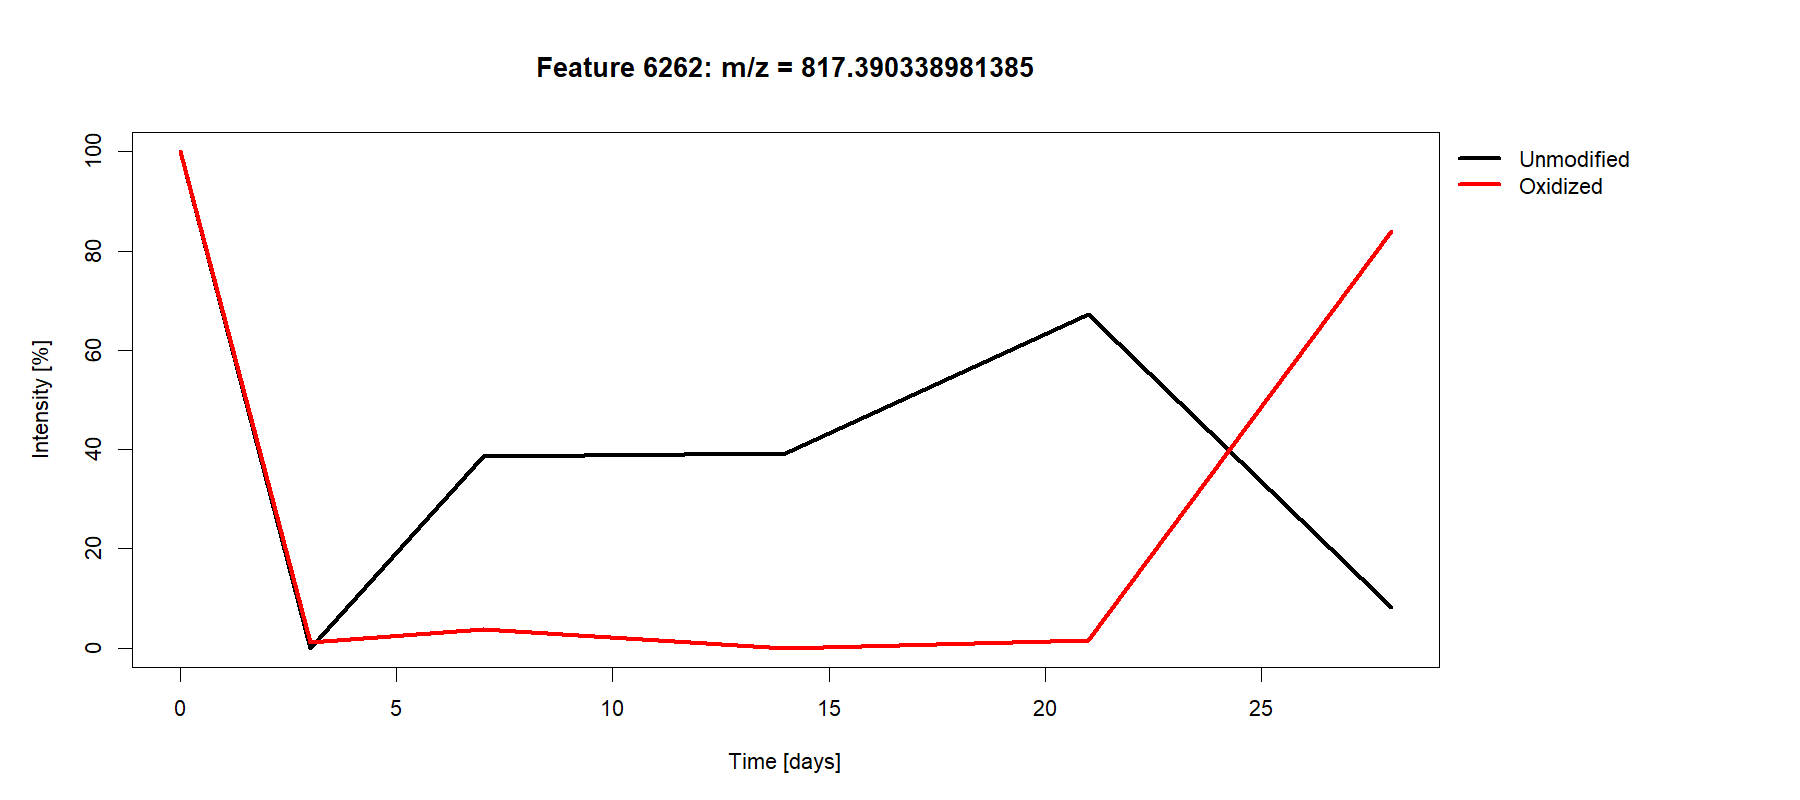 Feature 6262: m/z = 817.390338981385
Unmodified
Oxidized
Intensity [%]
100
80
60
40
20
0
0 5 10 15 20 25
Time [days]